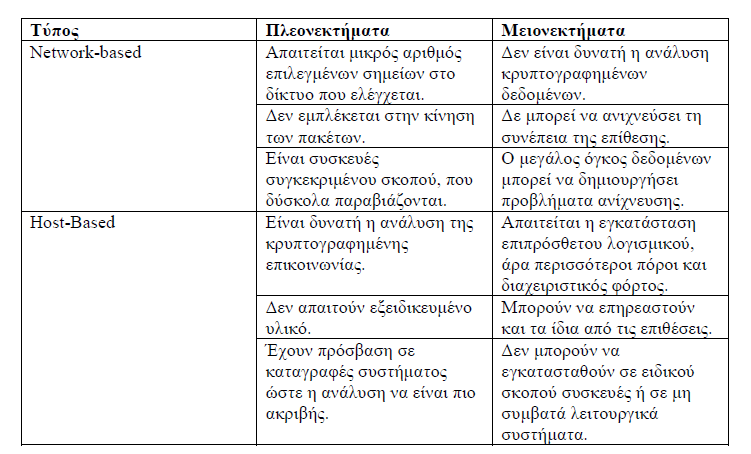 Τύπος
Πλεονεκτήματα
Μειονεκτήματα
Network-based
Απαιτείται μικρός αριθμός
επιλεγμένων σημείων στο
δίκτυο που ελέγχεται.
Δεν είναι δυνατή η ανάλυση
κρυπτογραφημένων
δεδομένων.
Δεν εμπλέκεται στην κίνηση
των πακέτων.
Δε μπορεί να ανιχνεύσει τη
συνέπεια της επίθεσης.
Είναι συσκευές
συγκεκριμένου σκοπού, που
δύσκολα παραβιάζονται.
Ο μεγάλος όγκος δεδομένων
μπορεί να δημιουργήσει
προβλήματα ανίχνευσης.
Host-Based
Είναι δυνατή η ανάλυση της
κρυπτογραφημένης
επικοινωνίας.
Απαιτείται η εγκατάσταση
επιπρόσθετου λογισμικού,
άρα περισσότεροι πόροι και
διαχειριστικός φόρτος.
Δεν απαιτούν εξειδικευμένο
υλικό.
Μπορούν να επηρεαστούν
και τα ίδια από τις επιθέσεις.
Έχουν πρόσβαση σε
καταγραφές συστήματος
ώστε η ανάλυση να είναι πιο
ακριβής.
Δεν μπορούν να
εγκατασταθούν σε ειδικού
σκοπού συσκευές ή σε μη
συμβατά λειτουργικά
συστήματα.